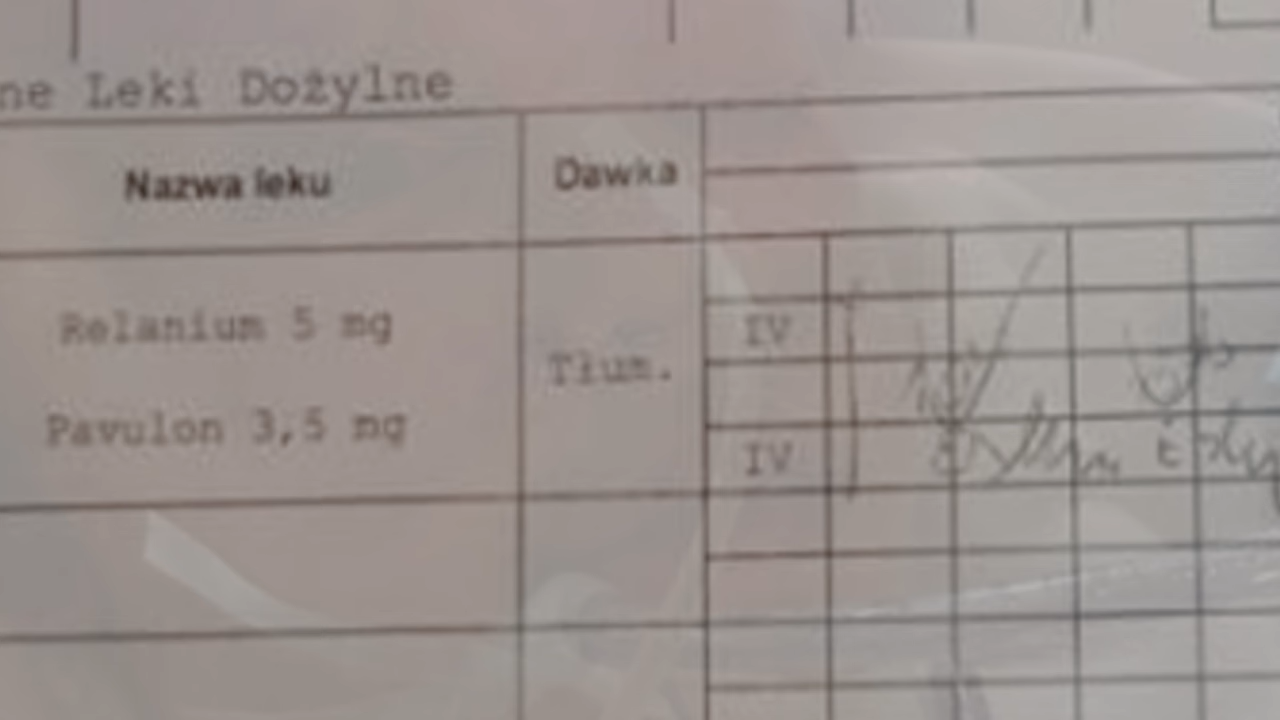 ne Leki Dożylne
Nazwa leku Dawka
Relanium 5 mg IV
Tłum.
Pavulon 3,5 mg IV